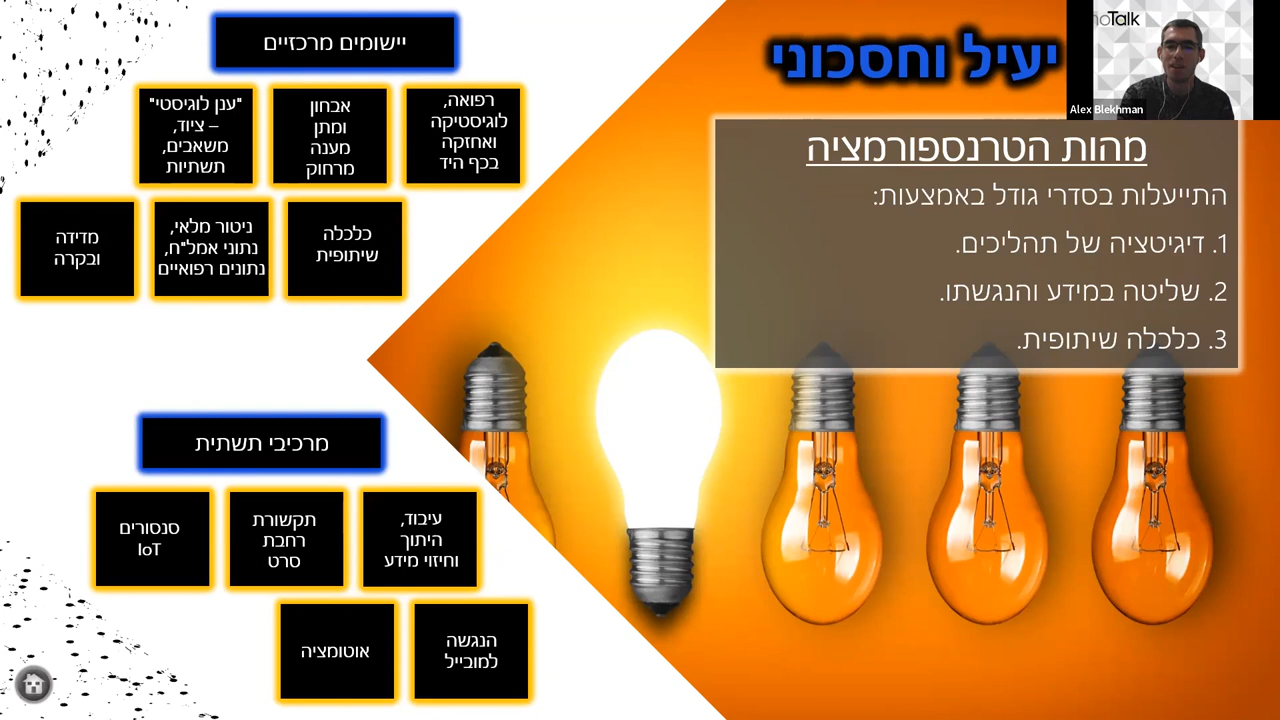 יעיל וחסכוני
מהות הטרנספורמציה
התייעלות בסדרי גודל באמצעות:
1. דיגיטציה של תהליכים.
2. שליטה במידע והנגשתו.
3. כלכלה שיתופית.
יישומים מרכזיים
רפואה,
לוגיסטיקה
ואחזקה
בכף היד
אבחון
ומתן
מענה
מרחוק
"ענן לוגיסטי"
– ציוד,
משאבים,
תשתיות
כלכלה
שיתופית
ניטור מלאי,
נתוני אמל"ח,
נתונים רפואיים
מדידה
ובקרה
מרכיבי תשתית
עיבוד,
היתוך
וחיזוי מידע
תקשורת
רחבת
סרט
סנסורים
IoT
הנגשה
למובייל
אוטומציה
noTalk
Alex Blekhman